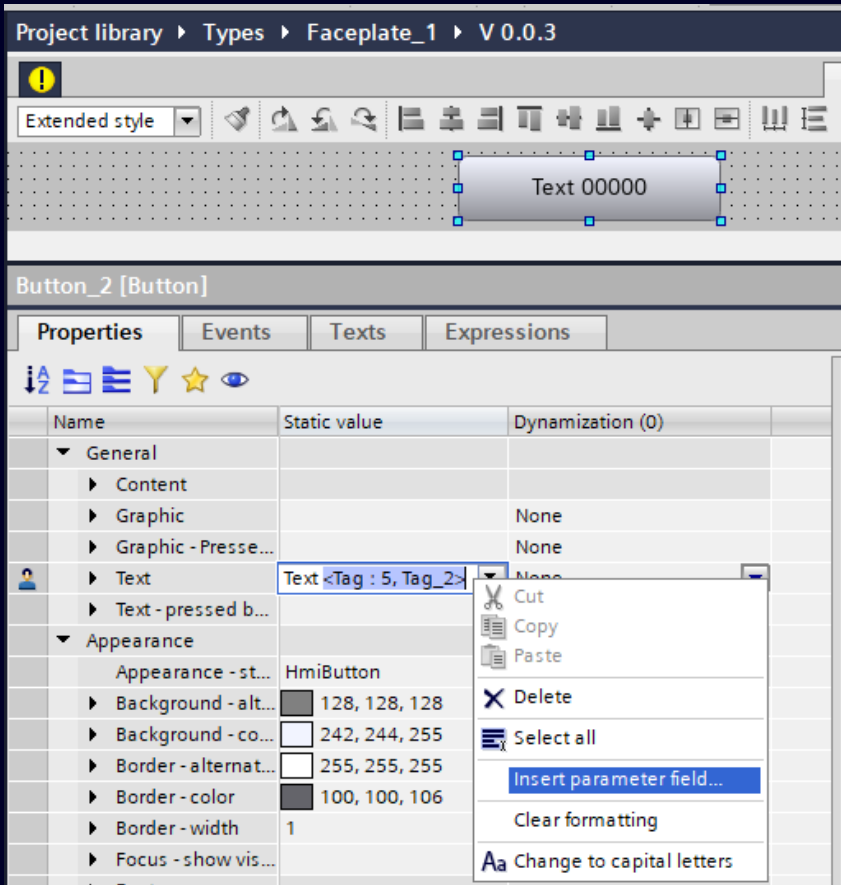 Project library ▸ Types ▸ Faceplate_1 ▸ V 0.0.3
Extended style
Text 00000
Button_2 [Button]
Properties Events Texts Expressions
Name Static value Dynamization (0)
General
Content
Graphic None
Graphic - Presse... None
Text Text <Tag : 5, Tag_2> None
Text - pressed b...
Appearance
Appearance - st... HmiButton
Background - alt... 128, 128, 128
Background - co... 242, 244, 255
Border - alternat... 255, 255, 255
Border - color 100, 100, 106
Border - width 1
Focus - show vis...
Cut
Copy
Paste
Delete
Select all
Insert parameter field...
Clear formatting
Aa Change to capital letters